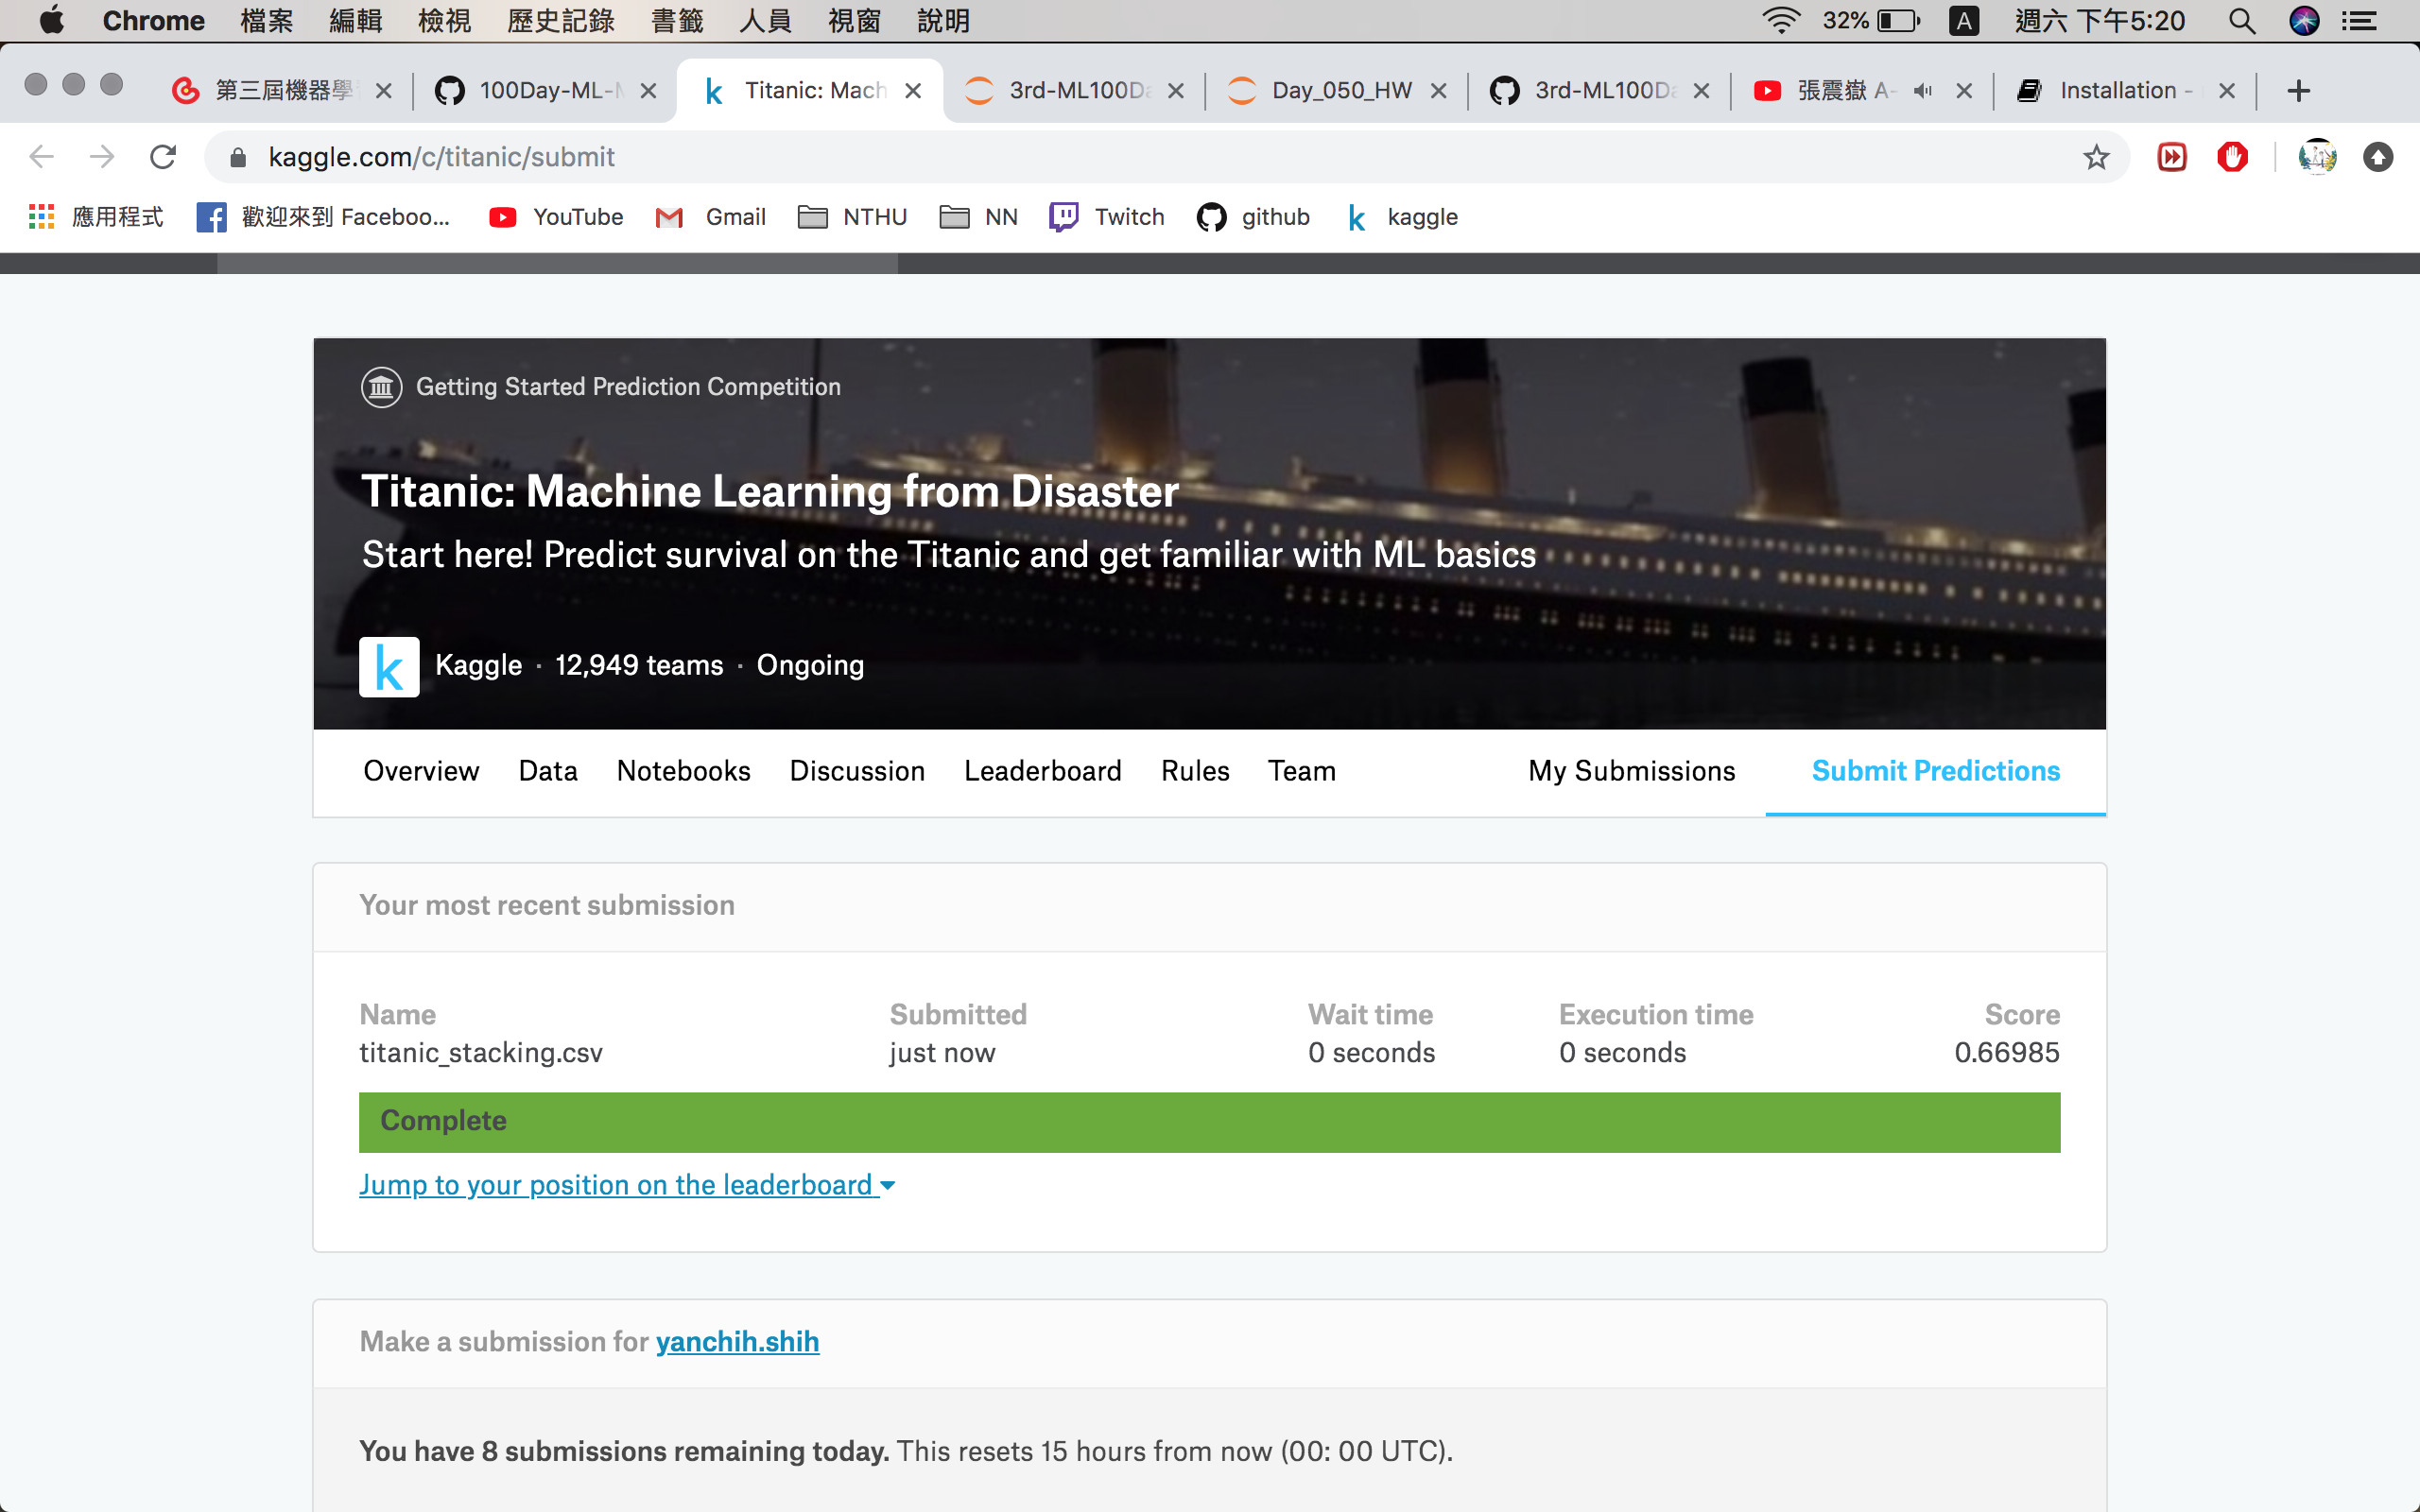 Chrome 檔案 編輯 檢視 歷史記錄 書籤 人員 視窗 說明 32% A 週六 下午5:20
第三屆機器學 100Day-ML- Titanic: Mach 3rd-ML100Da Day_050_HW 3rd-ML100Da 張震嶽 A- Installation -
kaggle.com/c/titanic/submit
應用程式 歡迎來到 Faceboo... YouTube Gmail NTHU NN Twitch github kaggle
Getting Started Prediction Competition
Titanic: Machine Learning from Disaster
Start here! Predict survival on the Titanic and get familiar with ML basics
k Kaggle · 12,949 teams · Ongoing
Overview Data Notebooks Discussion Leaderboard Rules Team My Submissions Submit Predictions
Your most recent submission
Name Submitted Wait time Execution time Score
titanic_stacking.csv just now 0 seconds 0 seconds 0.66985
Complete
Jump to your position on the leaderboard
Make a submission for yanchih.shih
You have 8 submissions remaining today. This resets 15 hours from now (00: 00 UTC).